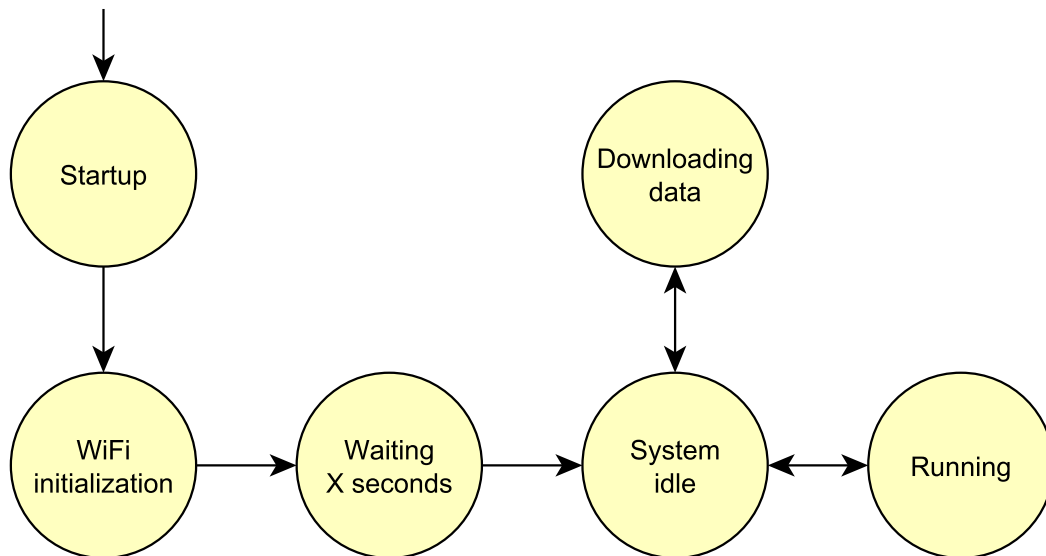 Startup
Downloading
data
WiFi
initialization
Waiting
X seconds
System
idle
Running